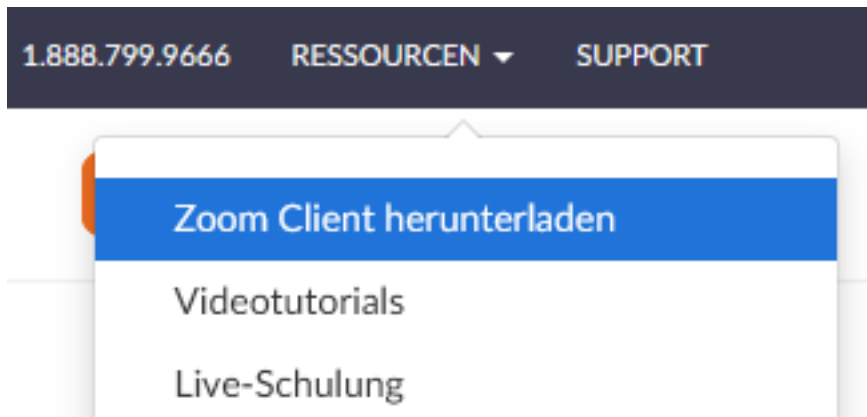 1.888.799.9666 RESSOURCEN SUPPORT
Zoom Client herunterladen
Videotutorials
Live-Schulung